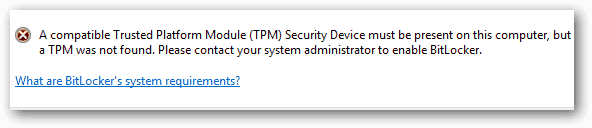 A compatible Trusted Platform Module (TPM) Security Device must be present on this computer, but
a TPM was not found. Please contact your system administrator to enable BitLocker.
What are BitLocker's system requirements?